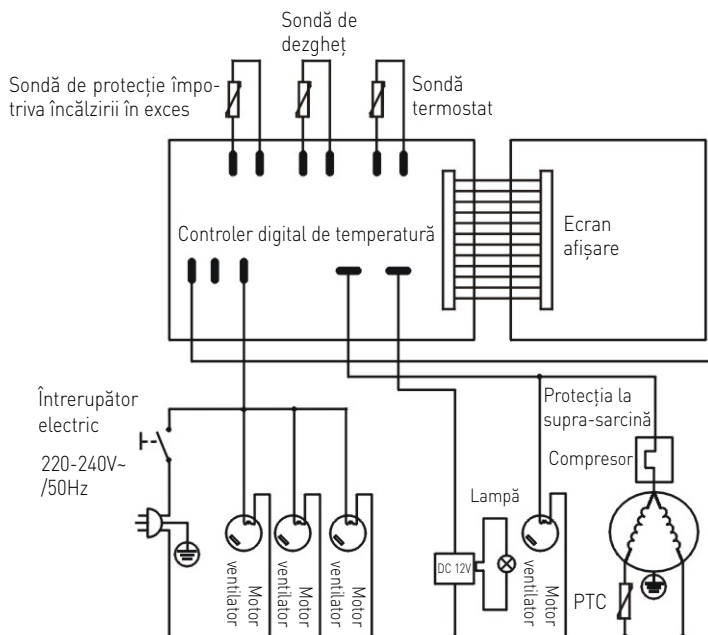 Sondă de
dezgheț
Sondă de protecție împo-
triva încălzirii în exces
Sondă
termostat
Controler digital de temperatură
Ecran
afișare
Întrerupător
electric
220-240V~
/50Hz
Protecția la
supra-sarcină
Compresor
Lampă
DC 12V
Motor
ventilator
Motor
ventilator
Motor
ventilator
Motor
ventilator
PTC